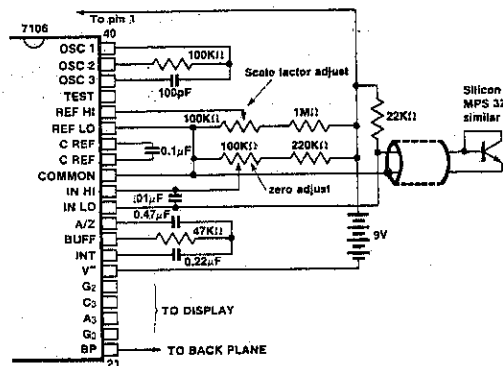 To pin 1
7106
40
OSC 1
OSC 2
OSC 3
TEST
REF HI
REF LO
C REF
C REF
COMMON
IN HI
IN LO
A/Z
BUFF
INT
V−
G2
C3
A3
G3
BP
21
100KΩ
100pF
Scale factor adjust
100KΩ
1MΩ
22KΩ
0.1µF
100KΩ
220KΩ
zero adjust
.01µF
0.47µF
47KΩ
0.22µF
9V
Silicon
MPS 32
similar
TO DISPLAY
TO BACK PLANE